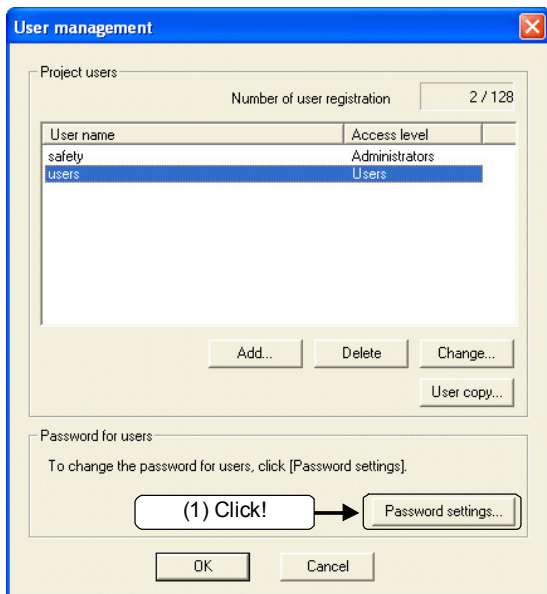 User management
Project users
Number of user registration 2 / 128
User name Access level
safety Administrators
users Users
Add... Delete Change...
User copy...
Password for users
To change the password for users, click [Password settings].
(1) Click! Password settings...
OK Cancel